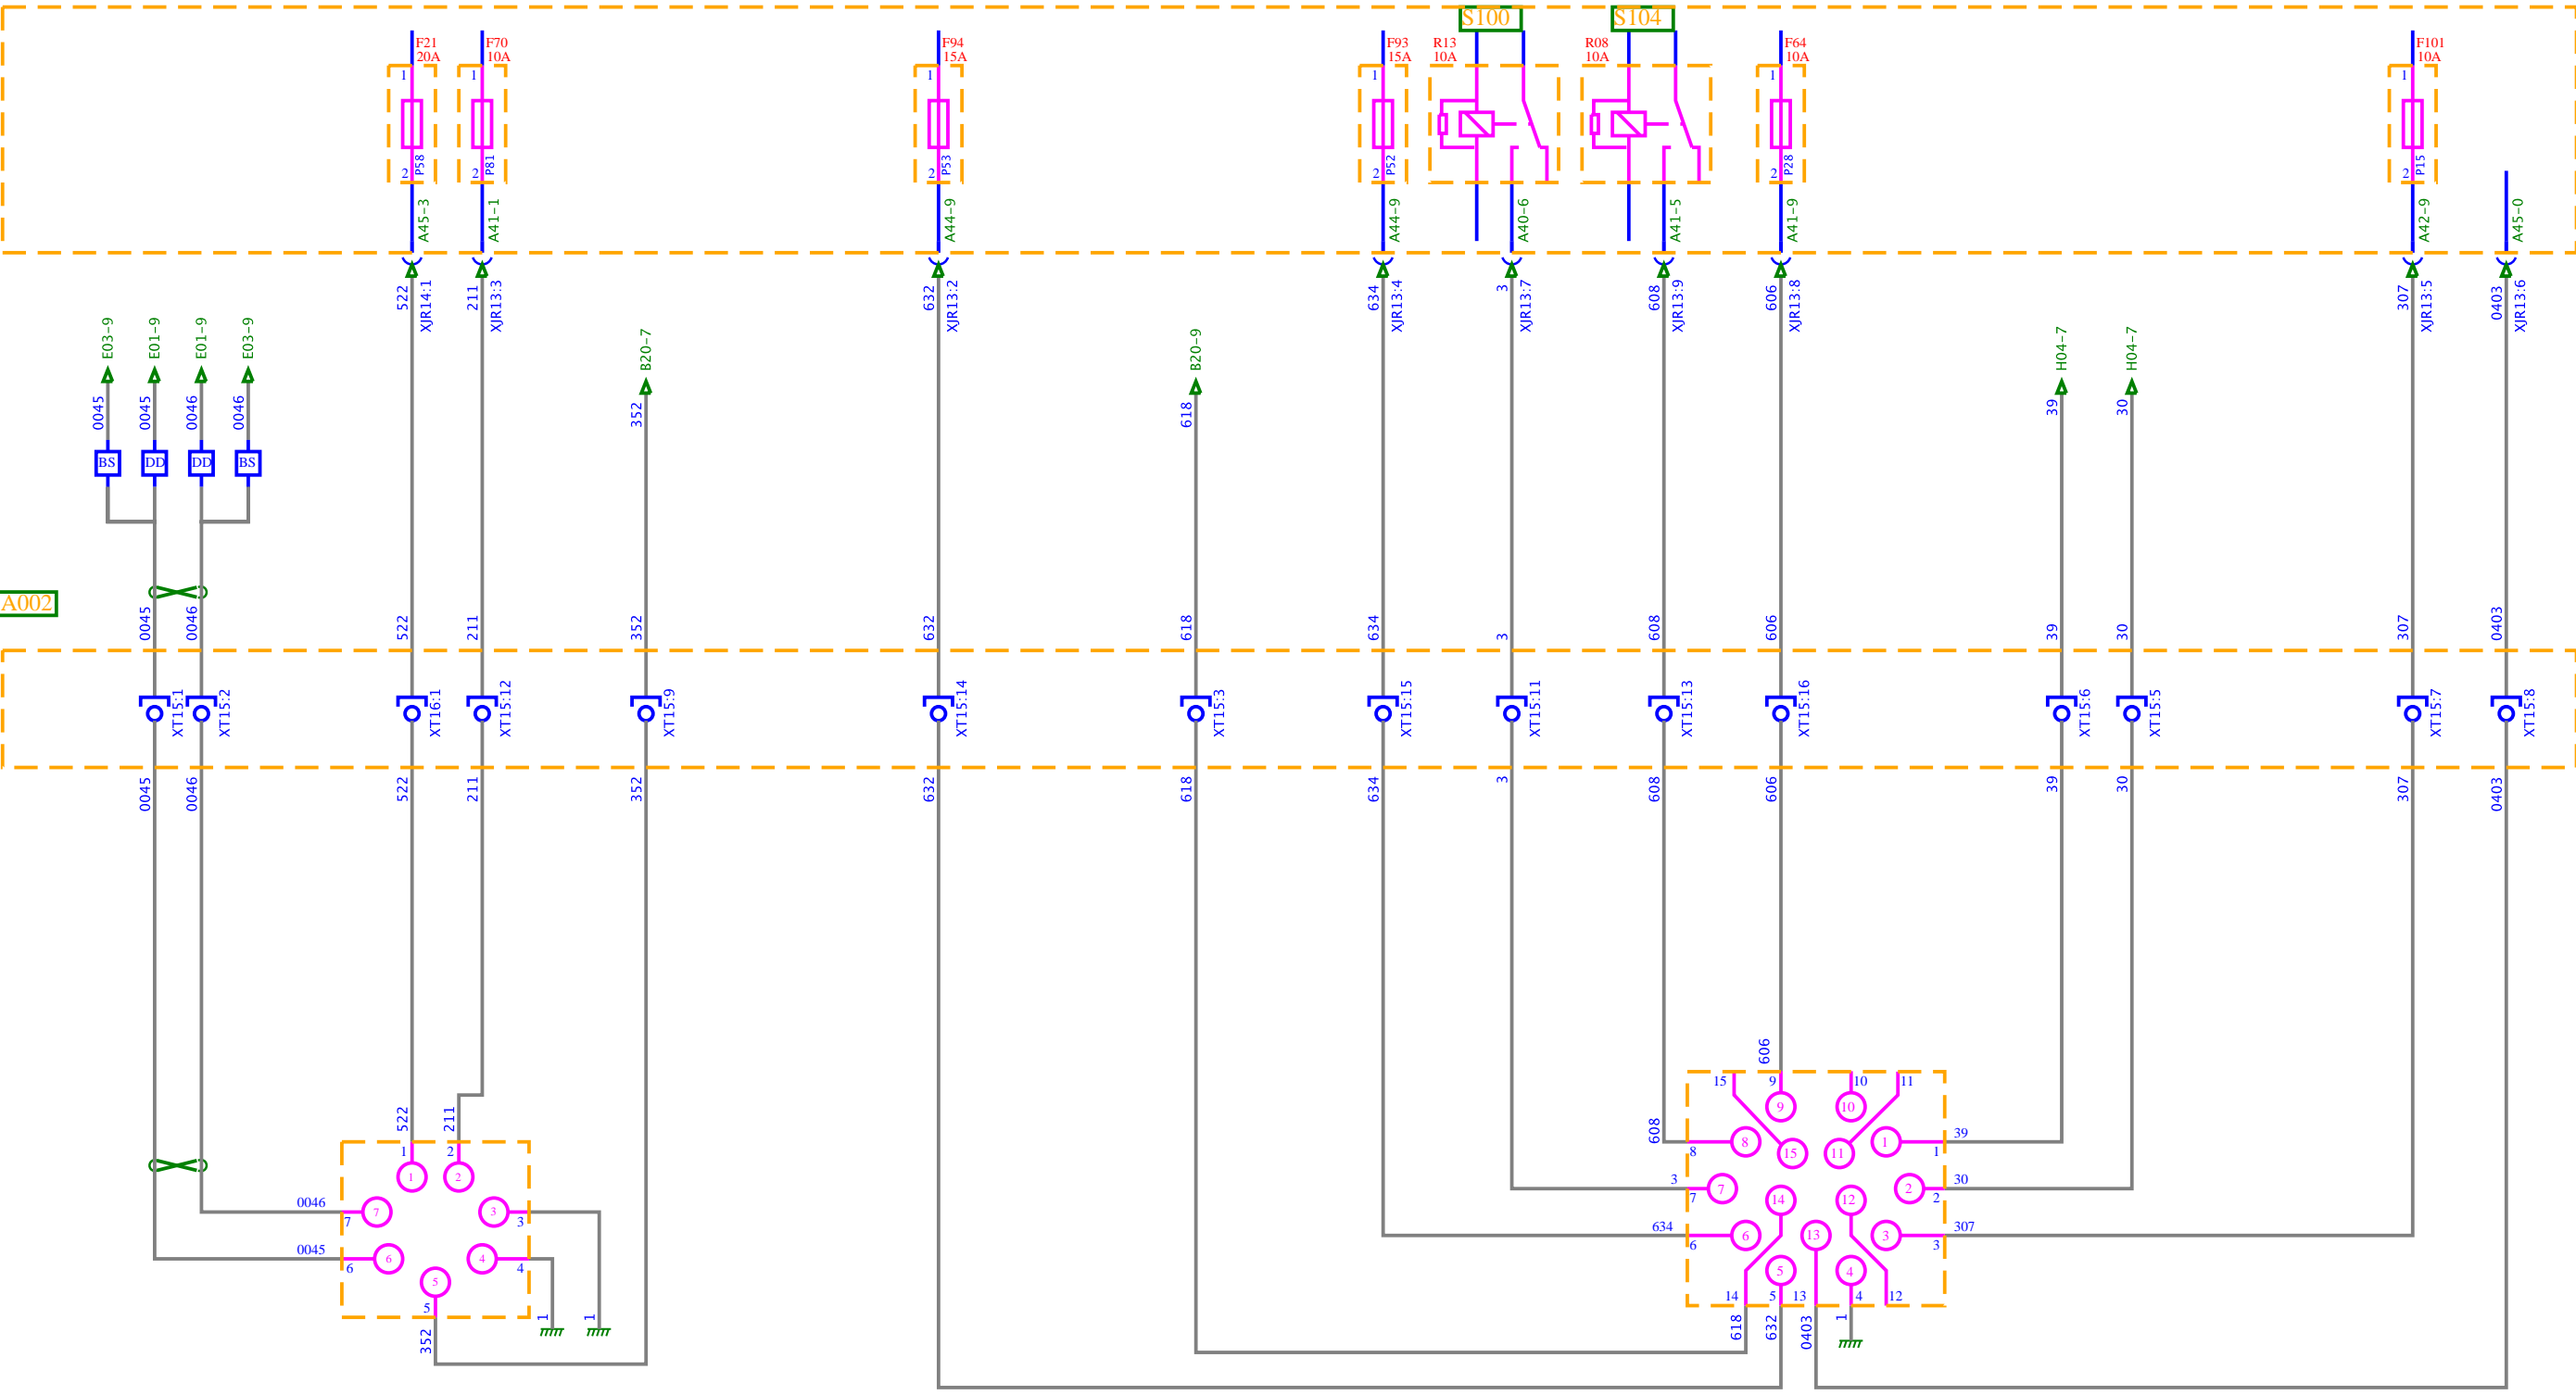 S100
S104
F21
20A
F70
10A
F94
15A
F93
15A
R13
10A
R08
10A
F64
10A
F101
10A
1
1
1
1
1
1
2
P58
2
P81
2
P53
2
P52
2
P28
2
P15
A45-3
A41-1
A44-9
A44-9
A40-6
A41-5
A41-9
A42-9
A45-0
522
XJR14:1
211
XJR13:3
632
XJR13:2
634
XJR13:4
3
XJR13:7
608
XJR13:9
606
XJR13:8
307
XJR13:5
0403
XJR13:6
E03-9
E01-9
E01-9
E03-9
B20-7
B20-9
H04-7
H04-7
0045
0045
0046
0046
352
618
39
30
BS
DD
DD
BS
A002
0045
0046
522
211
352
632
618
634
3
608
606
39
30
307
0403
XT15:1
XT15:2
XT16:1
XT15:12
XT15:9
XT15:14
XT15:3
XT15:15
XT15:11
XT15:13
XT15:16
XT15:6
XT15:5
XT15:7
XT15:8
0045
0046
522
211
352
632
618
634
3
608
606
39
30
307
0403
522
211
1
2
1
2
0046
7
7
3
3
0045
6
6
4
4
5
5
352
1
1
606
15
9
10
11
9
10
608
8
8
15
11
1
39
1
3
7
7
14
12
2
30
2
634
6
6
13
3
307
3
5
4
14
5
13
4
12
618
632
0403
1